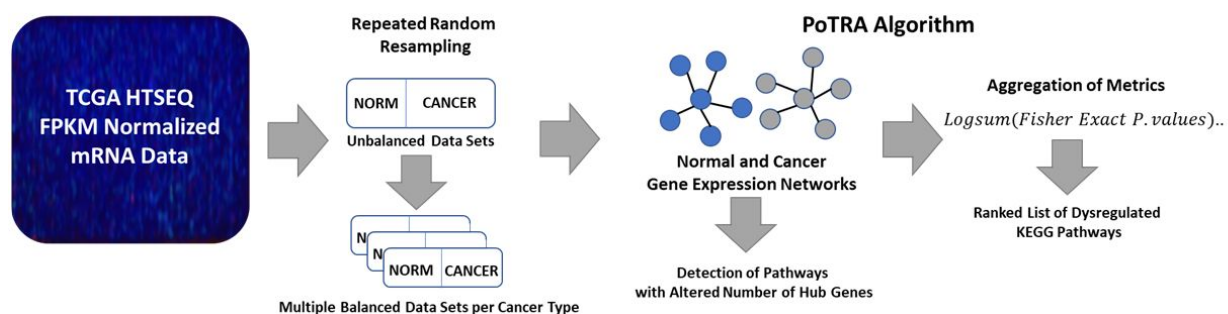 TCGA HTSEQ
FPKM Normalized
mRNA Data
Repeated Random
Resampling
NORM CANCER
Unbalanced Data Sets
N
N
NORM CANCER
Multiple Balanced Data Sets per Cancer Type
PoTRA Algorithm
Normal and Cancer
Gene Expression Networks
Detection of Pathways
with Altered Number of Hub Genes
Aggregation of Metrics
Logsum(Fisher Exact P.values)..
Ranked List of Dysregulated
KEGG Pathways